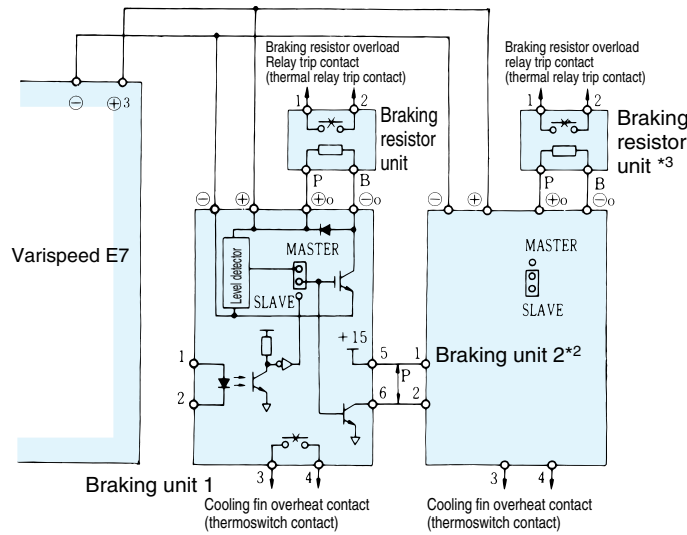 Braking resistor overload
Relay trip contact
(thermal relay trip contact)
Braking resistor overload
relay trip contact
(thermal relay trip contact)
⊖ ⊕3
1 2
Braking
resistor
unit
1 2
Braking
resistor
unit *3
P B
P B
⊖ ⊕ ⊕o ⊖o
⊖ ⊕ ⊕o ⊖o
Varispeed E7
Level detector
MASTER
SLAVE
MASTER
SLAVE
+15
1
2
5
6
P
1
2
Braking unit 2*2
3 4
3 4
Braking unit 1
Cooling fin overheat contact
(thermoswitch contact)
Cooling fin overheat contact
(thermoswitch contact)